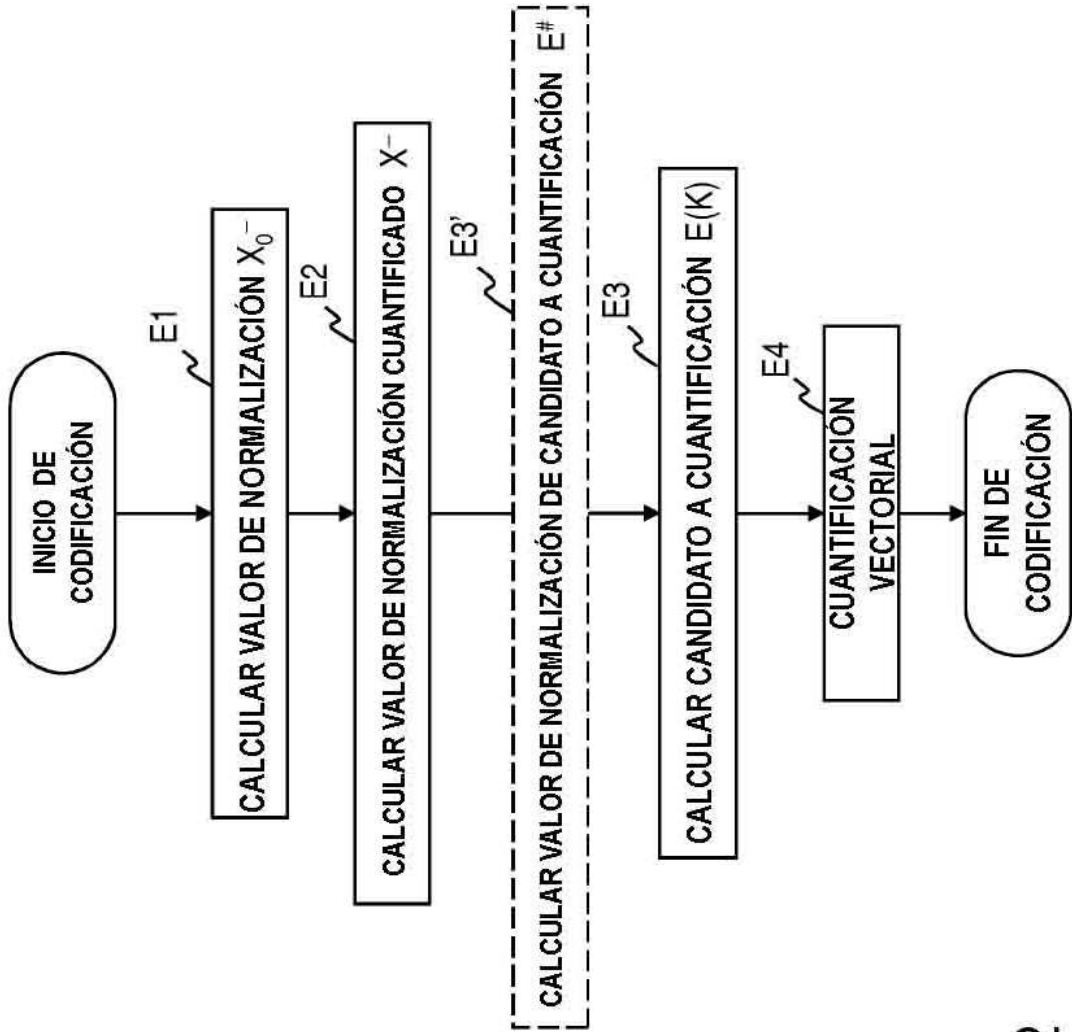 INICIO DE
CODIFICACIÓN
E1
CALCULAR VALOR DE NORMALIZACIÓN X₀⁻
E2
CALCULAR VALOR DE NORMALIZACIÓN CUANTIFICADO X⁻
E3'
CALCULAR VALOR DE NORMALIZACIÓN DE CANDIDATO A CUANTIFICACIÓN E#
E3
CALCULAR CANDIDATO A CUANTIFICACIÓN E(K)
E4
CUANTIFICACIÓN
VECTORIAL
FIN DE
CODIFICACIÓN